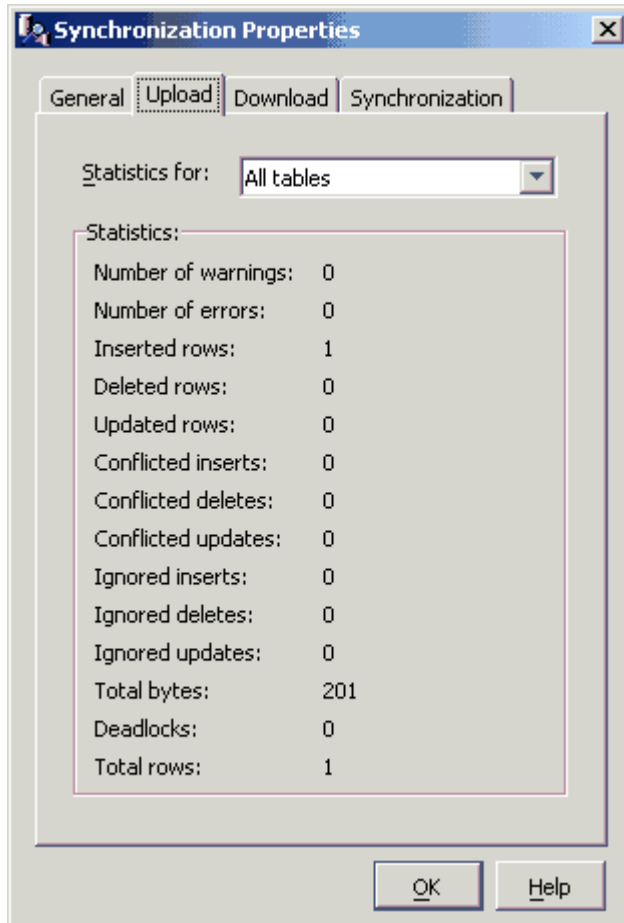 Synchronization Properties
General Upload Download Synchronization
Statistics for: All tables
Statistics:
Number of warnings: 0
Number of errors: 0
Inserted rows: 1
Deleted rows: 0
Updated rows: 0
Conflicted inserts: 0
Conflicted deletes: 0
Conflicted updates: 0
Ignored inserts: 0
Ignored deletes: 0
Ignored updates: 0
Total bytes: 201
Deadlocks: 0
Total rows: 1
OK Help